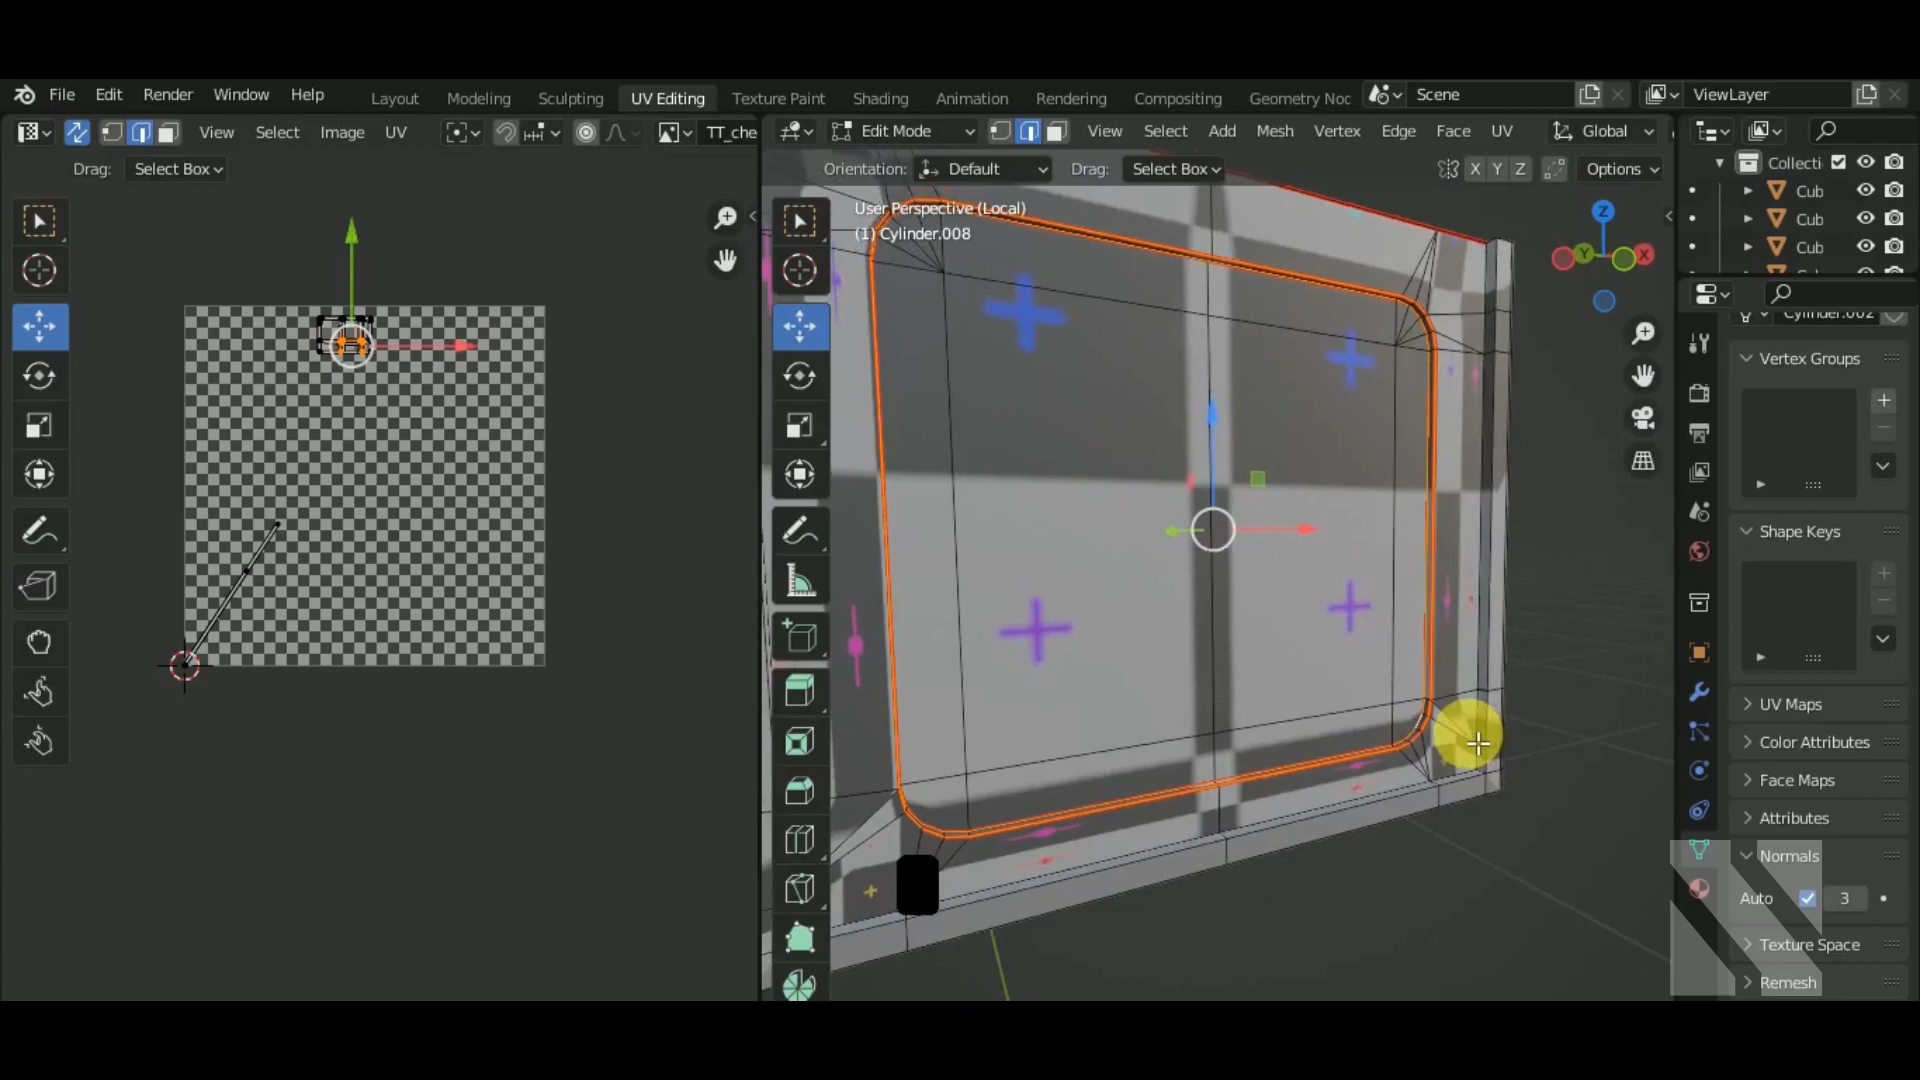 File Edit Render Window Help Layout Modeling Sculpting UV Editing Texture Paint Shading Animation Rendering Compositing Geometry Noc Scene ViewLayer
View Select Image UV TT_che Edit Mode View Select Add Mesh Vertex Edge Face UV Global
Drag: Select Box Orientation: Default Drag: Select Box X Y Z Options
Collecti
Cub
Cub
Cub
User Perspective (Local)
(1) Cylinder.008
Z
Y
X
Cylinder.002
Vertex Groups
Shape Keys
UV Maps
Color Attributes
Face Maps
Attributes
Normals
Auto 3
Texture Space
Remesh